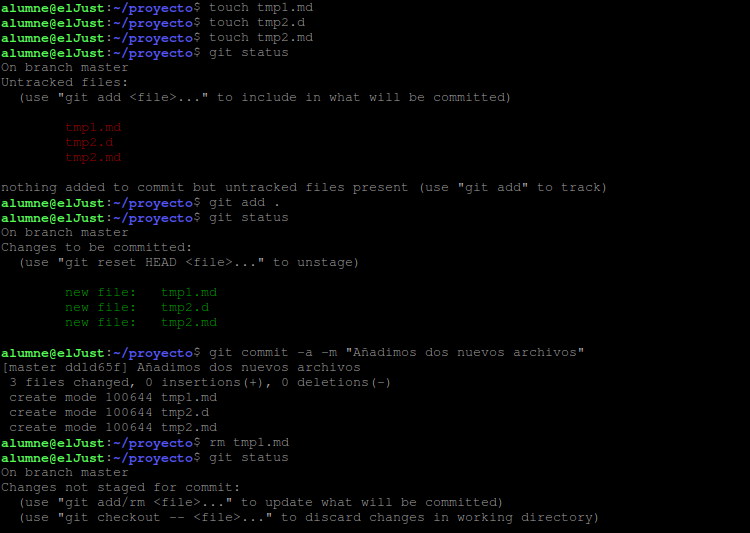 alumne@elJust:~/proyecto$ touch tmp1.md
alumne@elJust:~/proyecto$ touch tmp2.d
alumne@elJust:~/proyecto$ touch tmp2.md
alumne@elJust:~/proyecto$ git status
On branch master
Untracked files:
  (use "git add <file>..." to include in what will be committed)
        tmp1.md
        tmp2.d
        tmp2.md
nothing added to commit but untracked files present (use "git add" to track)
alumne@elJust:~/proyecto$ git add .
alumne@elJust:~/proyecto$ git status
On branch master
Changes to be committed:
  (use "git reset HEAD <file>..." to unstage)
        new file:   tmp1.md
        new file:   tmp2.d
        new file:   tmp2.md
alumne@elJust:~/proyecto$ git commit -a -m "Añadimos dos nuevos archivos"
[master dd1d65f] Añadimos dos nuevos archivos
 3 files changed, 0 insertions(+), 0 deletions(-)
 create mode 100644 tmp1.md
 create mode 100644 tmp2.d
 create mode 100644 tmp2.md
alumne@elJust:~/proyecto$ rm tmp1.md
alumne@elJust:~/proyecto$ git status
On branch master
Changes not staged for commit:
  (use "git add/rm <file>..." to update what will be committed)
  (use "git checkout -- <file>..." to discard changes in working directory)